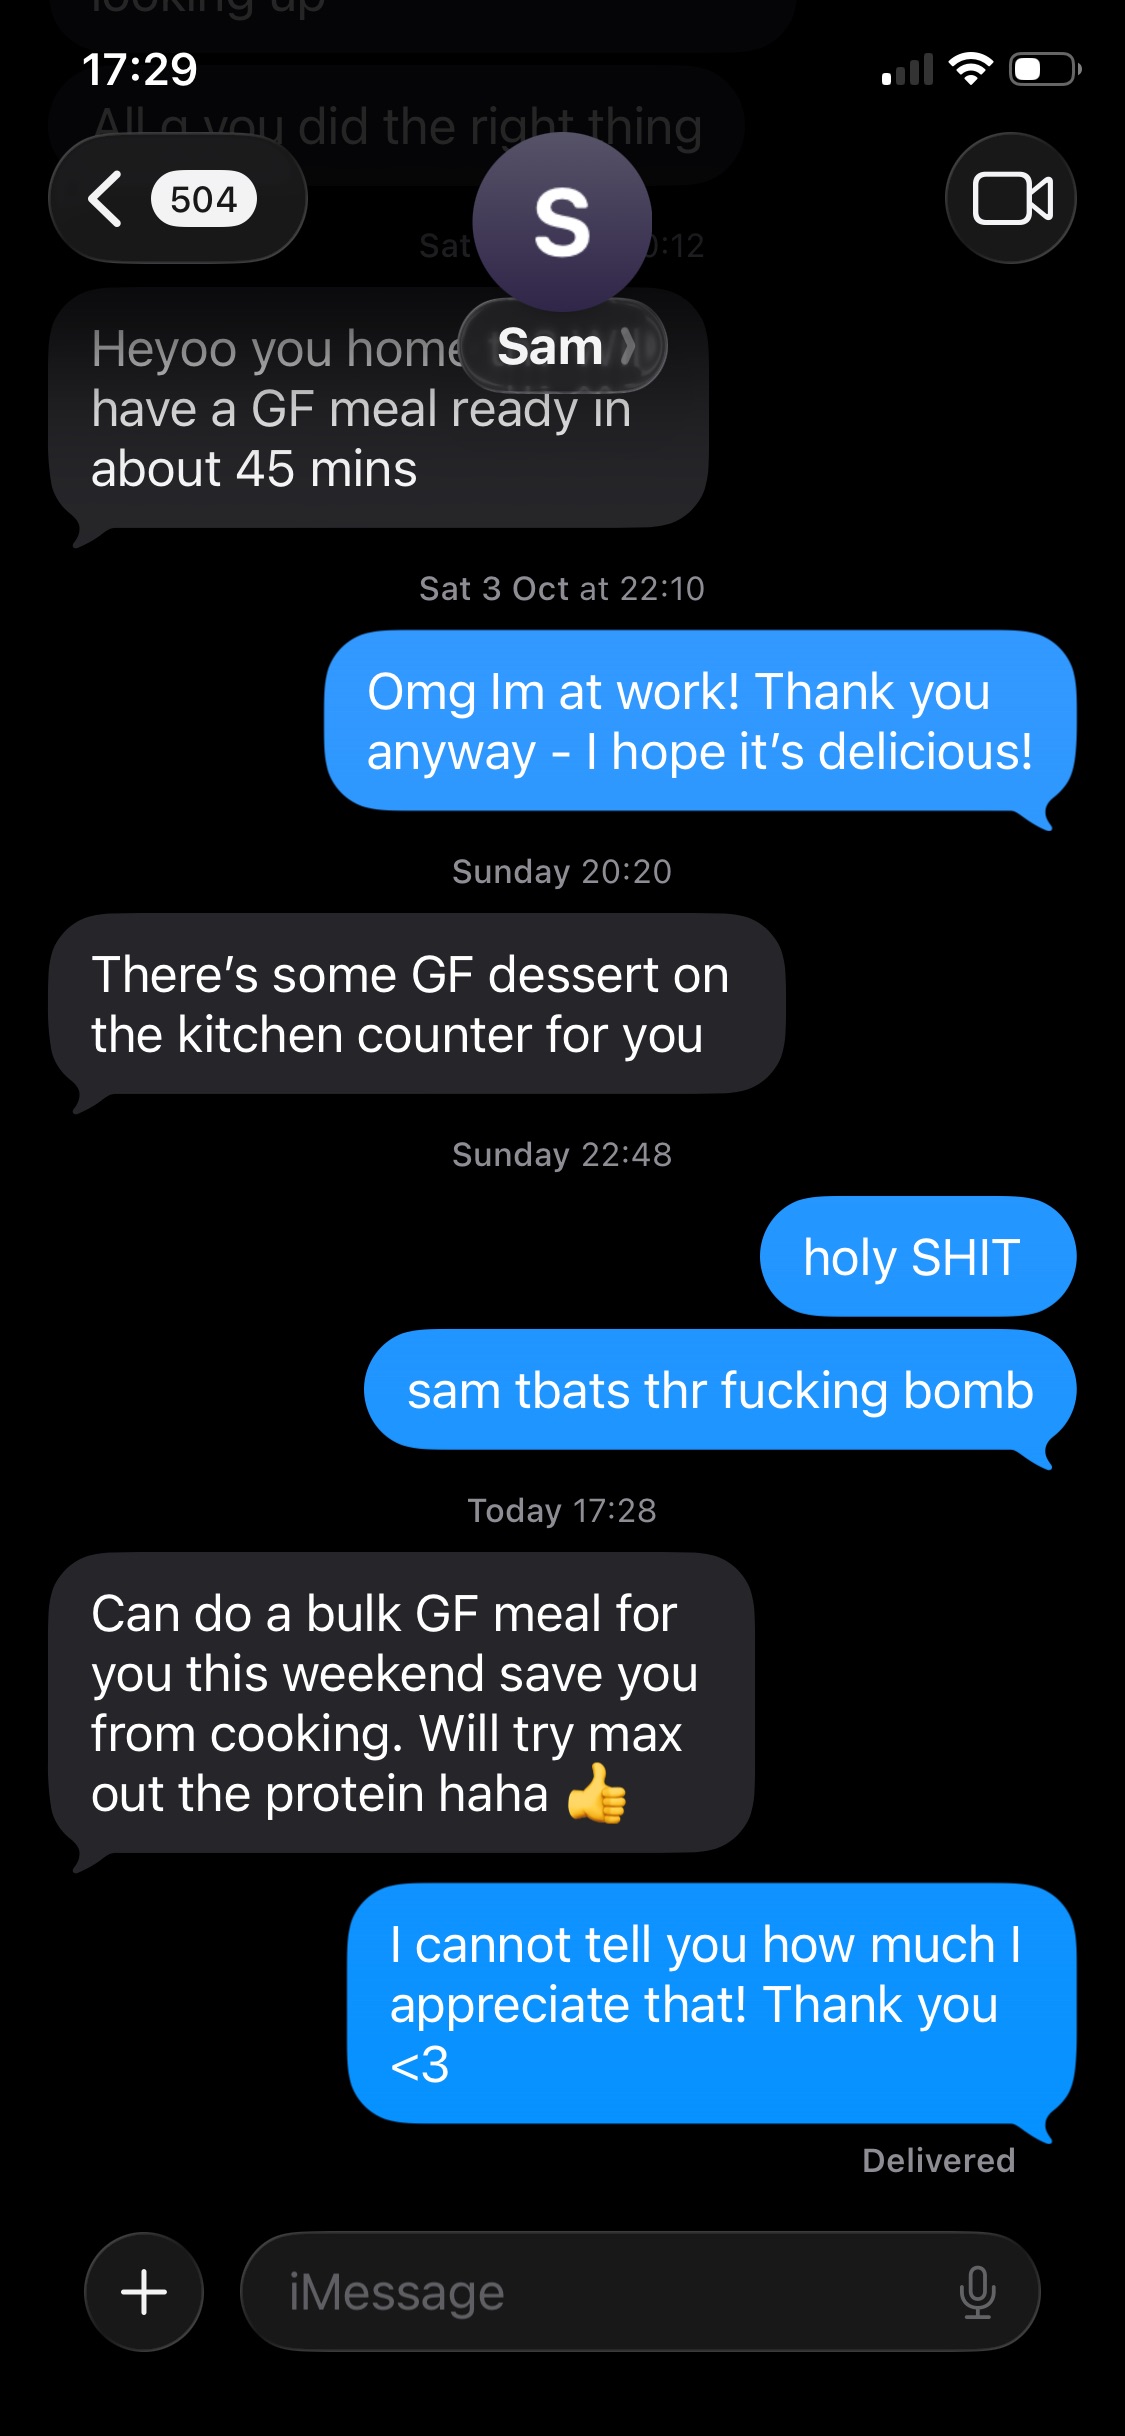 looking up
17:29
All g you did the right thing
504
S
Sat
0:12
Heyoo you home
Sam
have a GF meal ready in
about 45 mins
Sat 3 Oct at 22:10
Omg Im at work! Thank you
anyway - I hope it’s delicious!
Sunday 20:20
There’s some GF dessert on
the kitchen counter for you
Sunday 22:48
holy SHIT
sam tbats thr fucking bomb
Today 17:28
Can do a bulk GF meal for
you this weekend save you
from cooking. Will try max
out the protein haha 👍
I cannot tell you how much I
appreciate that! Thank you
<3
Delivered
iMessage